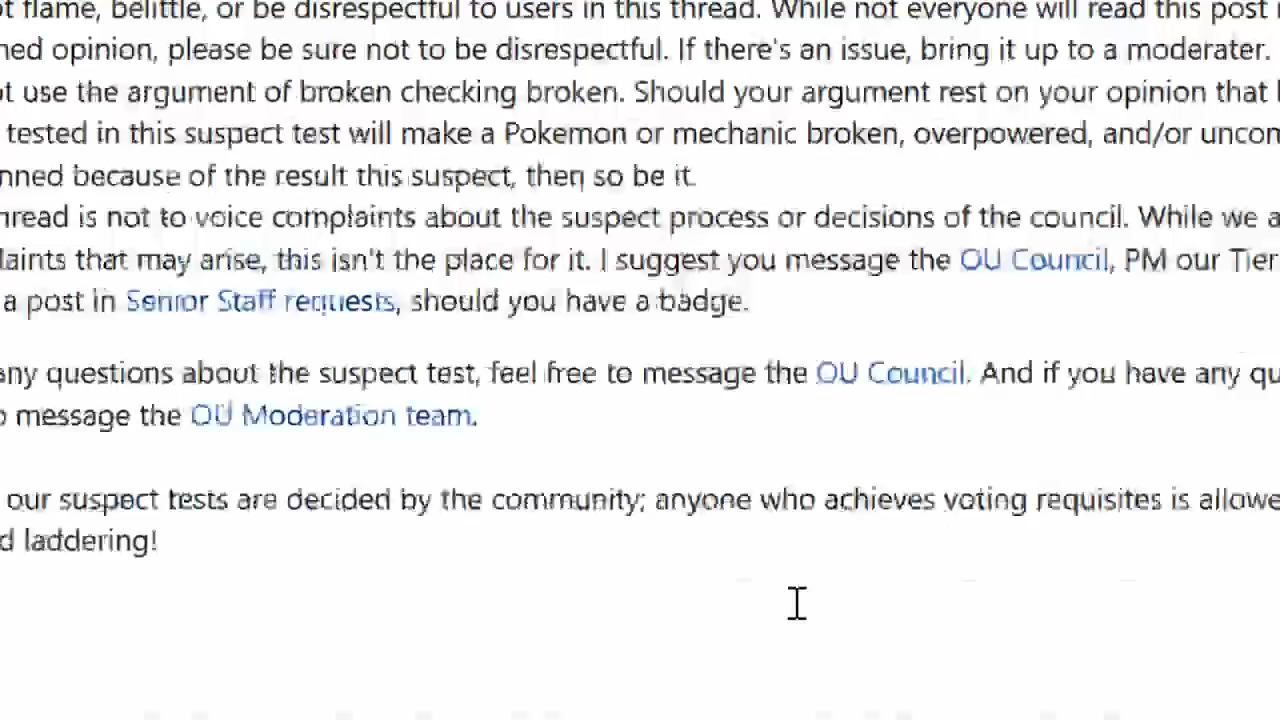 t flame, belittle, or be disrespectful to users in this thread. While not everyone will read this post
ned opinion, please be sure not to be disrespectful. If there's an issue, bring it up to a moderater.
t use the argument of broken checking broken. Should your argument rest on your opinion that
tested in this suspect test will make a Pokemon or mechanic broken, overpowered, and/or uncon
nned because of the result this suspect, then so be it.
hread is not to voice complaints about the suspect process or decisions of the council. While we a
laints that may arise, this isn't the place for it. I suggest you message the OU Council, PM our Tier
a post in Senior Staff requests, should you have a badge.
any questions about the suspect test, feel free to message the OU Council. And if you have any qu
o message the OU Moderation team.
our suspect tests are decided by the community; anyone who achieves voting requisites is allowe
d laddering!